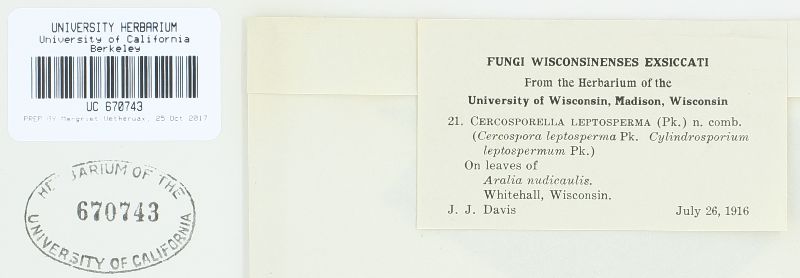 UNIVERSITY HERBARIUM
University of California
Berkeley
UC 670743
PREP BY Margriet Wetherwax, 25 Oct 2017
HERBARIUM OF THE
670743
UNIVERSITY OF CALIFORNIA
FUNGI WISCONSINENSES EXSICCATI
From the Herbarium of the
University of Wisconsin, Madison, Wisconsin
21. CERCOSPORELLA LEPTOSPERMA (Pk.) n. comb.
(Cercospora leptosperma Pk. Cylindrosporium
leptospermum Pk.)
On leaves of
Aralia nudicaulis.
Whitehall, Wisconsin.
J. J. Davis July 26, 1916